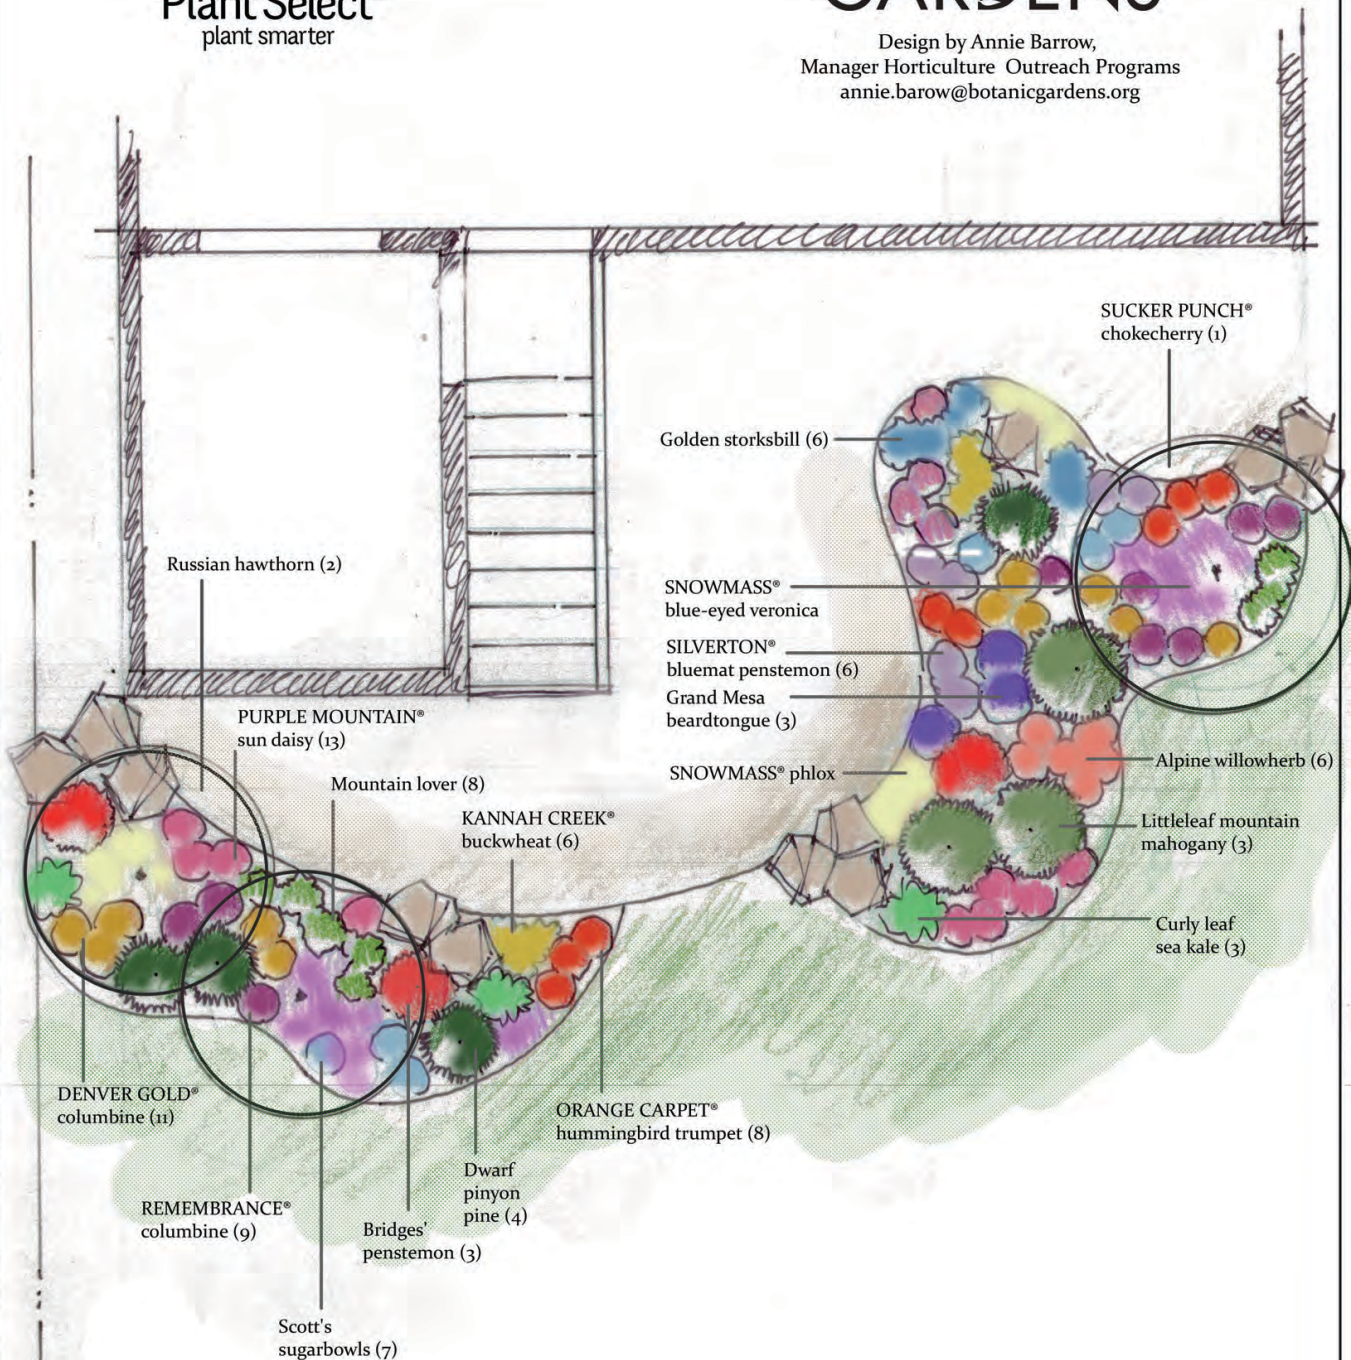 Plant Select
plant smarter
GARDENS
Design by Annie Barrow,
Manager Horticulture Outreach Programs
annie.barow@botanicgardens.org
SUCKER PUNCH®
chokecherry (1)
Golden storksbill (6)
Russian hawthorn (2)
SNOWMASS®
blue-eyed veronica
SILVERTON®
bluemat penstemon (6)
Grand Mesa
beardtongue (3)
PURPLE MOUNTAIN®
sun daisy (13)
SNOWMASS® phlox
Alpine willowherb (6)
Mountain lover (8)
KANNAH CREEK®
buckwheat (6)
Littleleaf mountain
mahogany (3)
Curly leaf
sea kale (3)
DENVER GOLD®
columbine (11)
ORANGE CARPET®
hummingbird trumpet (8)
Dwarf
pinyon
pine (4)
REMEMBRANCE®
columbine (9)
Bridges'
penstemon (3)
Scott's
sugarbowls (7)